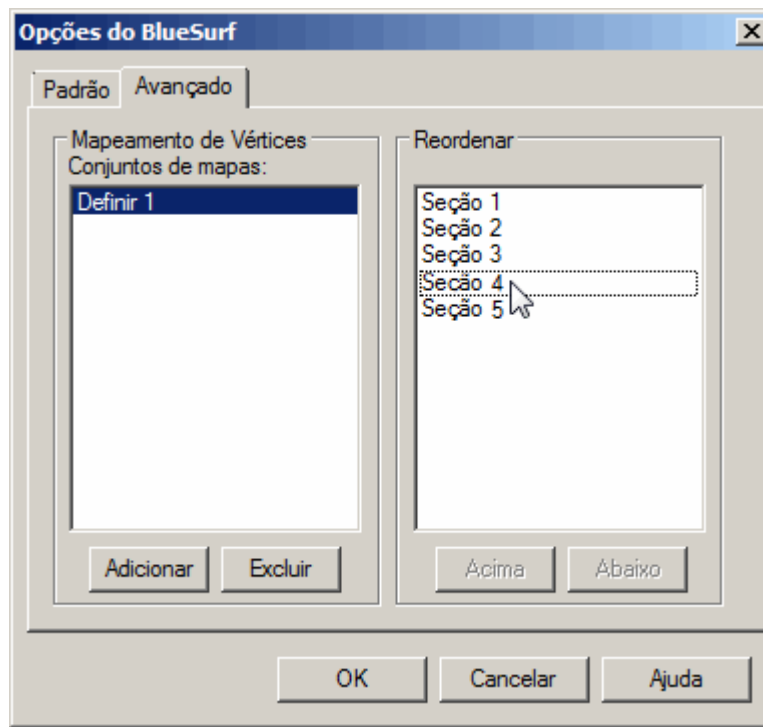 Opções do BlueSurf
Padrão
Avançado
Mapeamento de Vértices
Conjuntos de mapas:
Definir 1
Adicionar
Excluir
Reordenar
Seção 1
Seção 2
Seção 3
Seção 4
Seção 5
Acima
Abaixo
OK
Cancelar
Ajuda